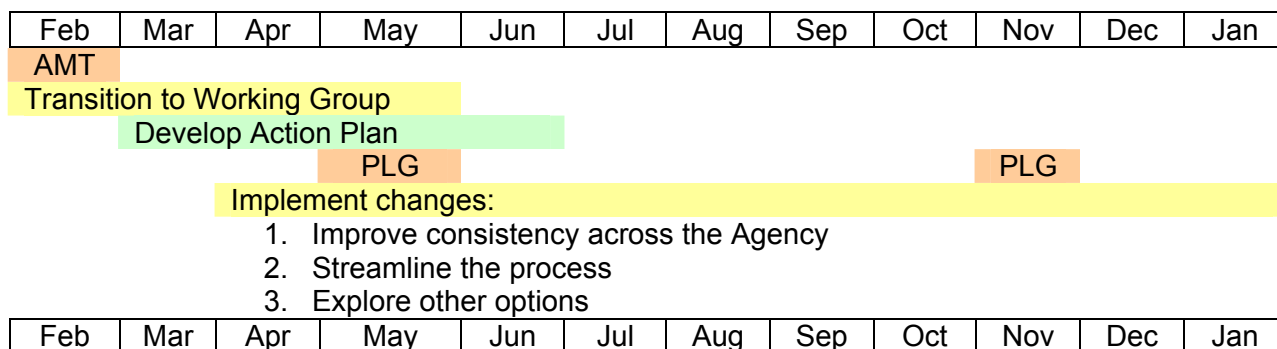 Feb Mar Apr May Jun Jul Aug Sep Oct Nov Dec Jan
AMT
Transition to Working Group
Develop Action Plan
PLG PLG
Implement changes:
1. Improve consistency across the Agency
2. Streamline the process
3. Explore other options
Feb Mar Apr May Jun Jul Aug Sep Oct Nov Dec Jan